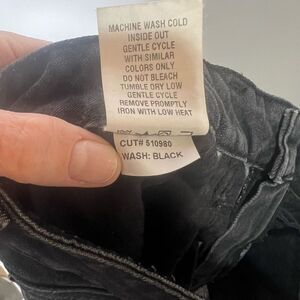 MACHINE WASH COLD
INSIDE OUT
GENTLE CYCLE
WITH SIMILAR
COLORS ONLY
DO NOT BLEACH
TUMBLE DRY LOW
GENTLE CYCLE
REMOVE PROMPTLY
IRON WITH LOW HEAT
CUT# 510980
WASH: BLACK